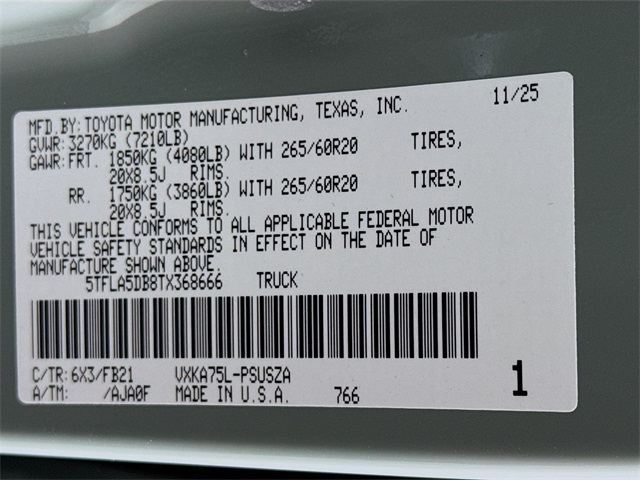 MFD.BY:TOYOTA MOTOR MANUFACTURING, TEXAS, INC. 11/25
GVWR:3270KG (7210LB)
GAWR:FRT. 1850KG (4080LB) WITH 265/60R20 TIRES,
20X8.5J RIMS.
RR. 1750KG (3860LB) WITH 265/60R20 TIRES,
20X8.5J RIMS.
THIS VEHICLE CONFORMS TO ALL APPLICABLE FEDERAL MOTOR
VEHICLE SAFETY STANDARDS IN EFFECT ON THE DATE OF
MANUFACTURE SHOWN ABOVE.
5TFLA5DB8TX368666 TRUCK
C/TR:6X3/FB21 VXKA75L-PSUSZA 1
A/TM: /AJA0F MADE IN U.S.A. 766